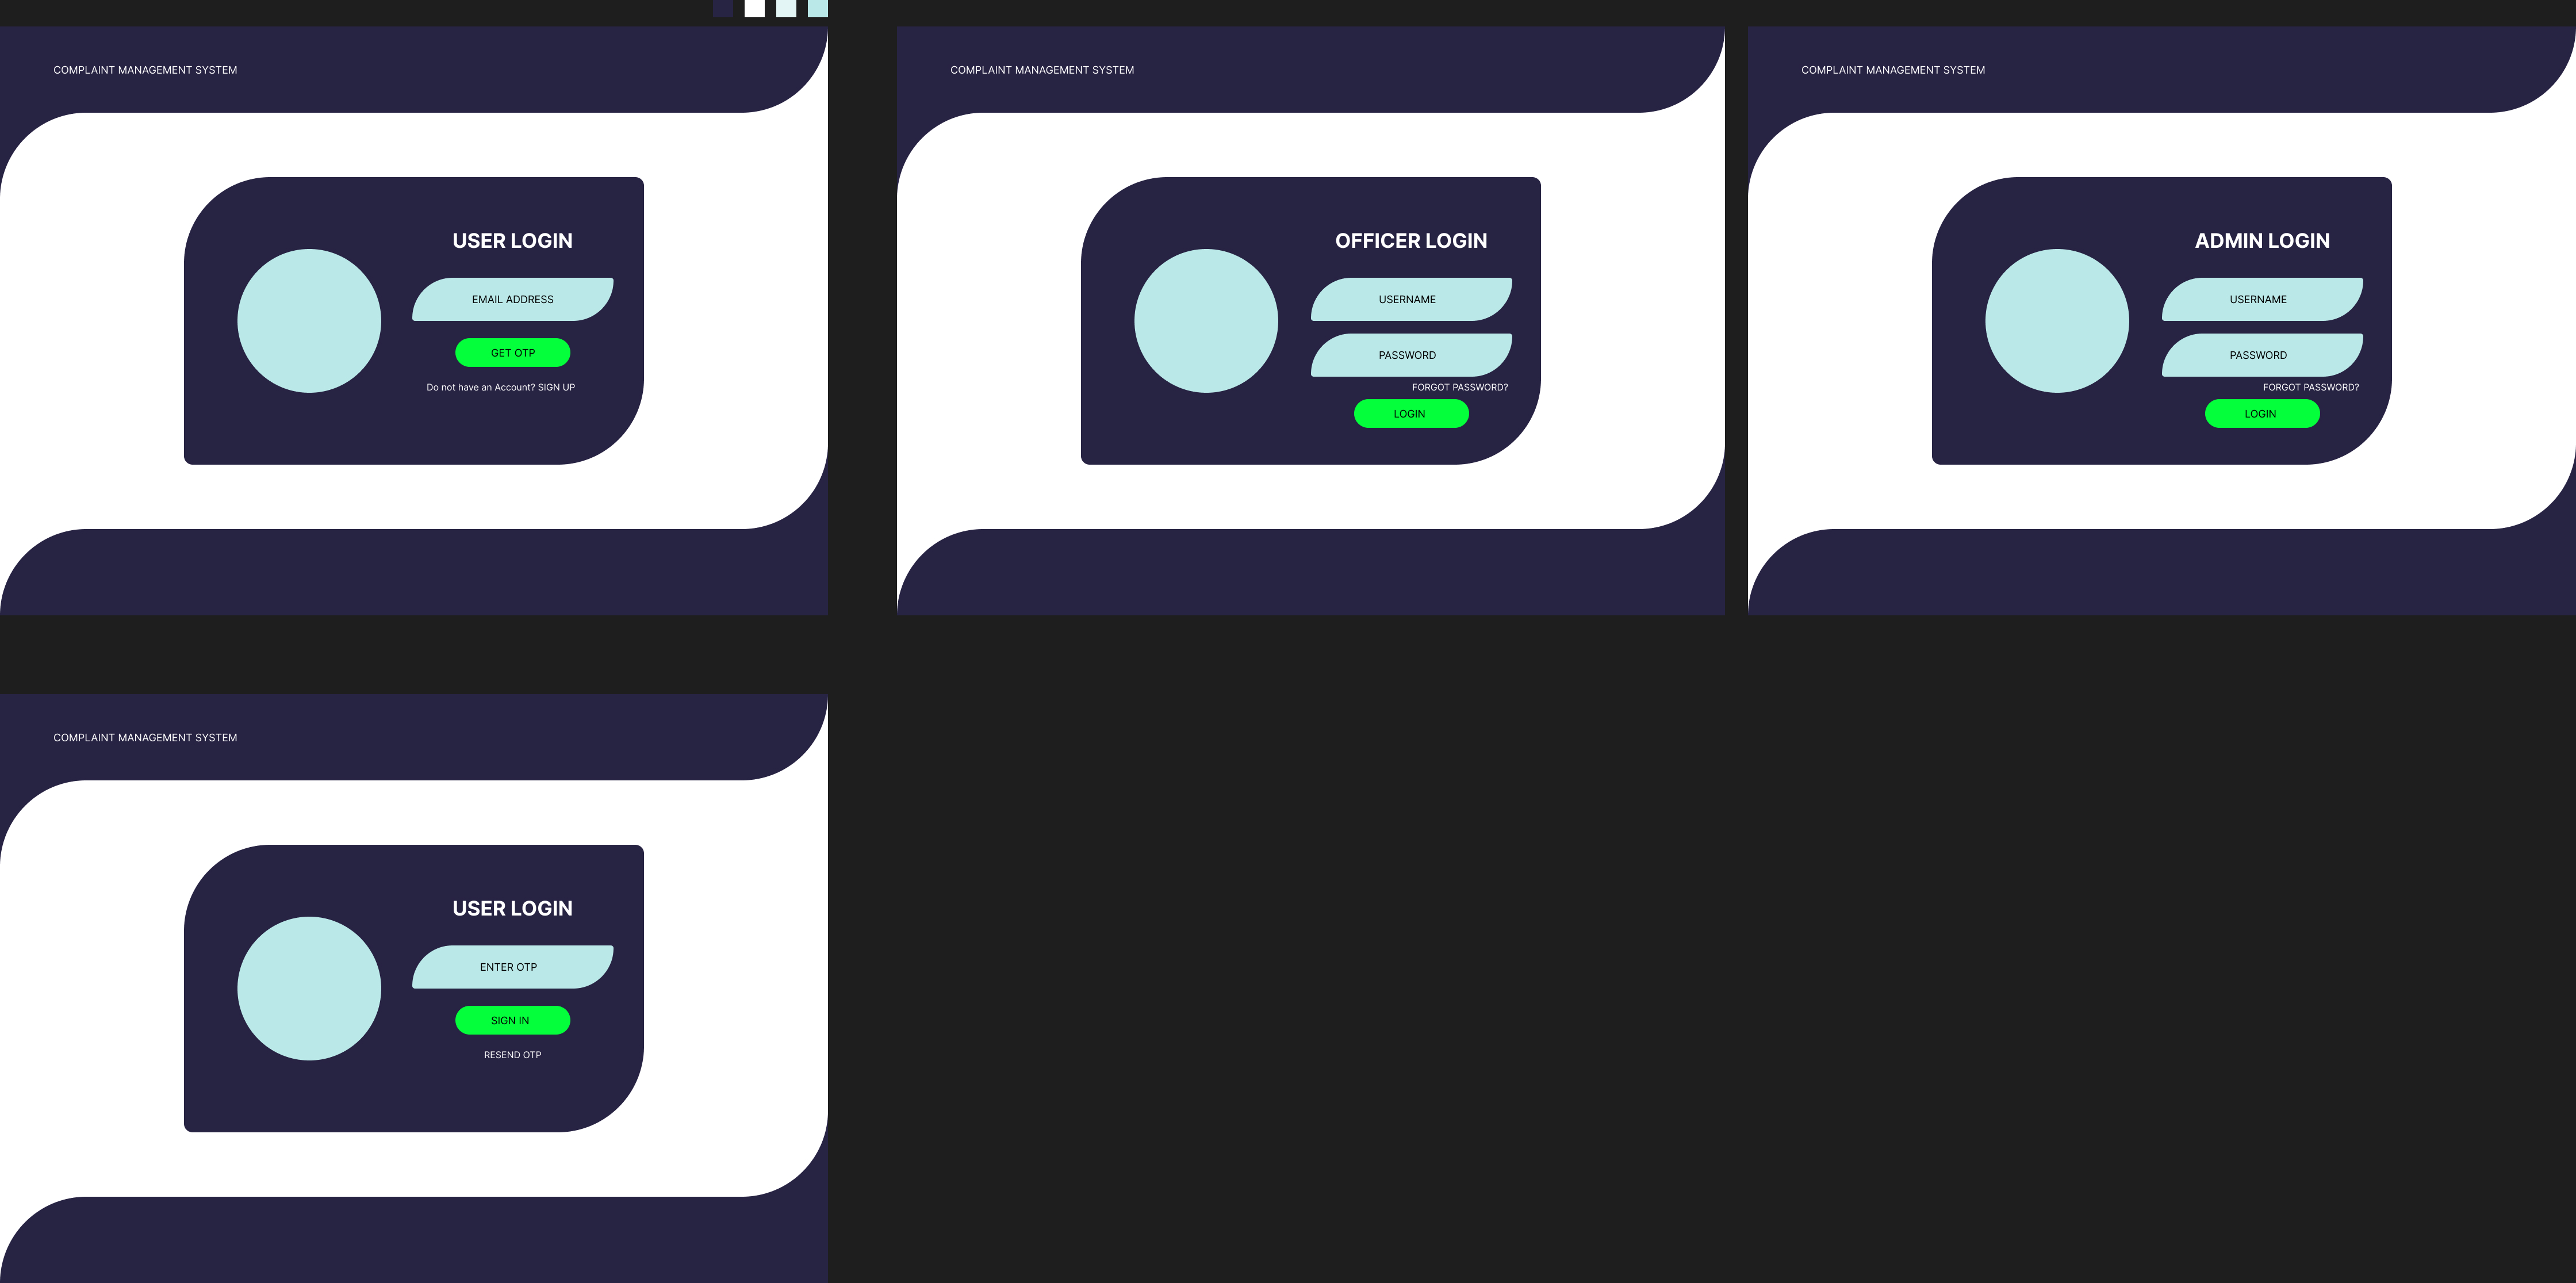 COMPLAINT MANAGEMENT SYSTEM
USER LOGIN
EMAIL ADDRESS
GET OTP
Do not have an Account? SIGN UP
COMPLAINT MANAGEMENT SYSTEM
OFFICER LOGIN
USERNAME
PASSWORD
FORGOT PASSWORD?
LOGIN
COMPLAINT MANAGEMENT SYSTEM
ADMIN LOGIN
USERNAME
PASSWORD
FORGOT PASSWORD?
LOGIN
COMPLAINT MANAGEMENT SYSTEM
USER LOGIN
ENTER OTP
SIGN IN
RESEND OTP